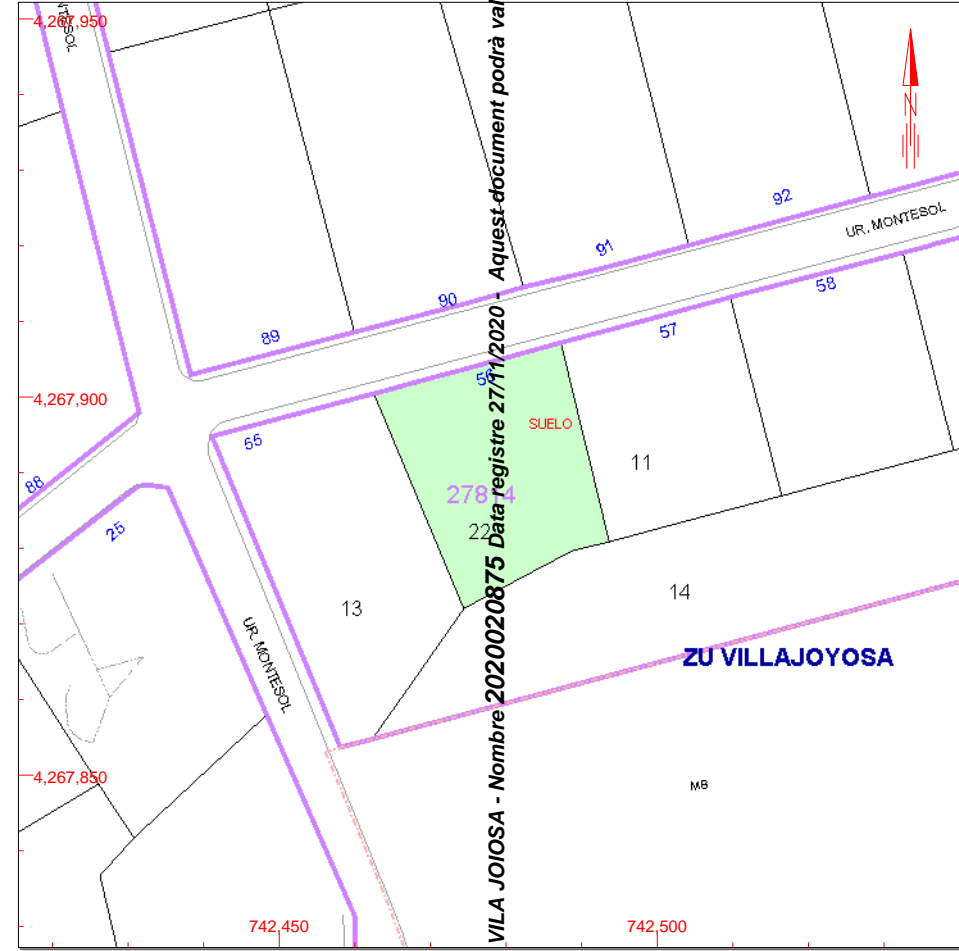 NTESOL
4,267,950
N
92
UR. MONTESOL
91
58
90
57
89
56
4,267,900
SUELO
55
11
88
27814
25
22
13
14
UR. MONTESOL
ZU VILLAJOYOSA
4,267,850
MB
742,450
742,500
VILA JOIOSA - Nombre 2020020875 Data registre 27/11/2020 - Aquest document podrà val